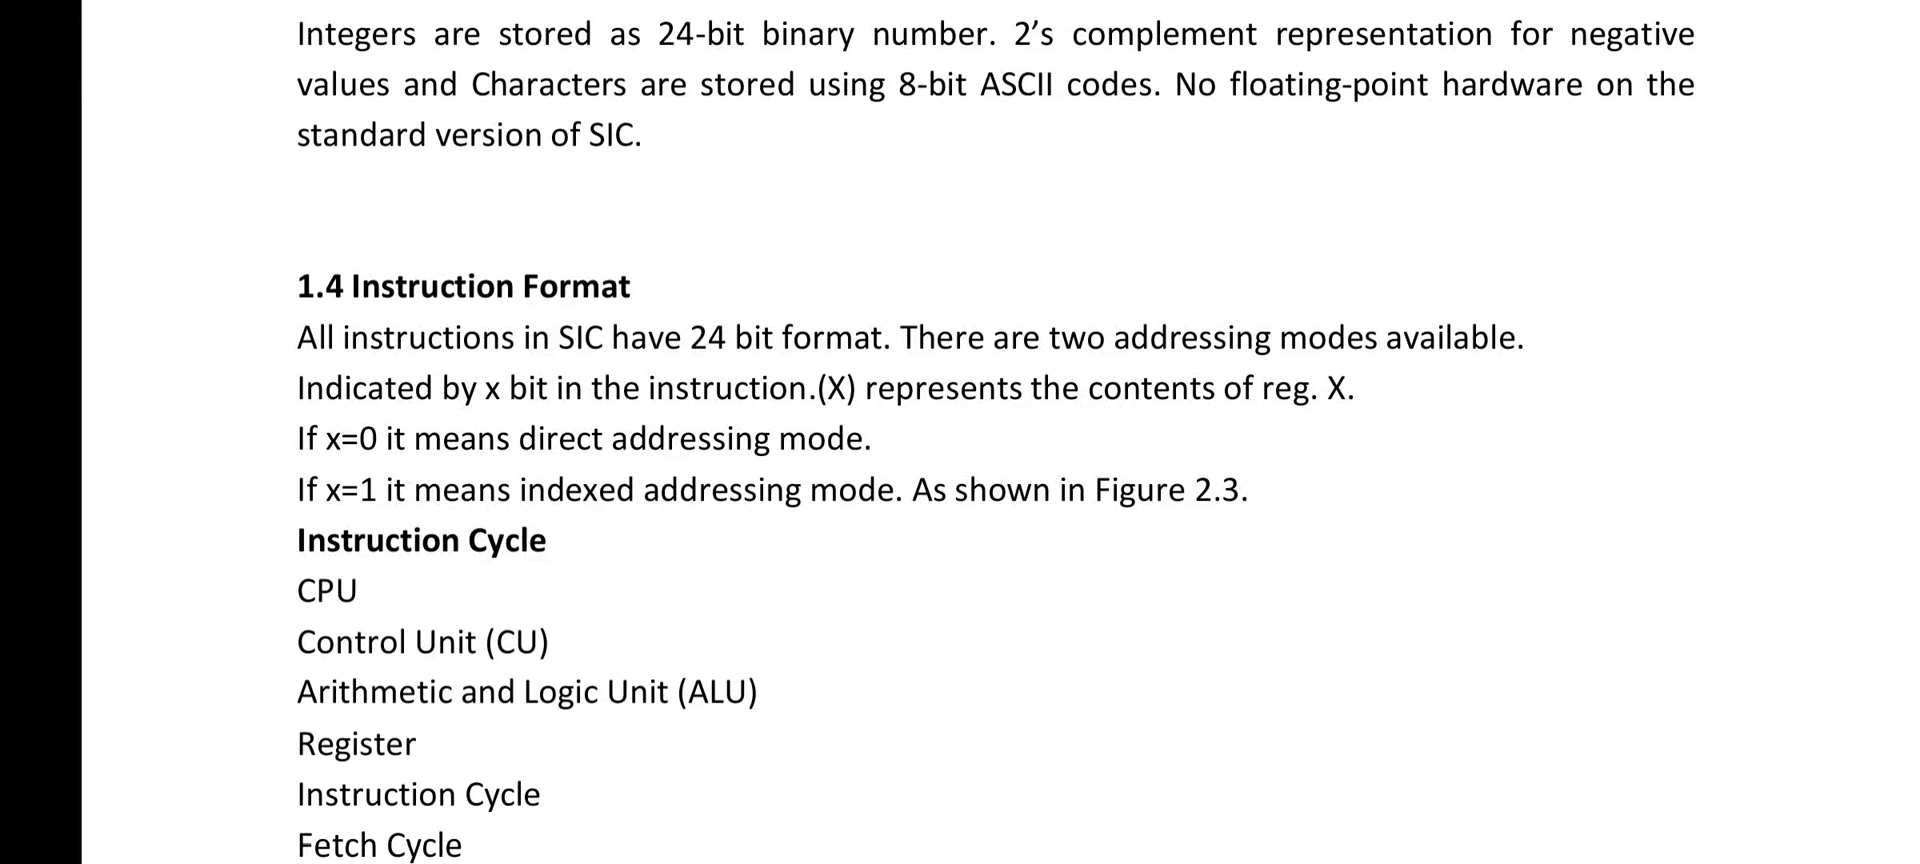 Integers are stored as 24-bit binary number. 2’s complement representation for negative
values and Characters are stored using 8-bit ASCII codes. No floating-point hardware on the
standard version of SIC.
1.4 Instruction Format
All instructions in SIC have 24 bit format. There are two addressing modes available.
Indicated by x bit in the instruction.(X) represents the contents of reg. X.
If x=0 it means direct addressing mode.
If x=1 it means indexed addressing mode. As shown in Figure 2.3.
Instruction Cycle
CPU
Control Unit (CU)
Arithmetic and Logic Unit (ALU)
Register
Instruction Cycle
Fetch Cycle